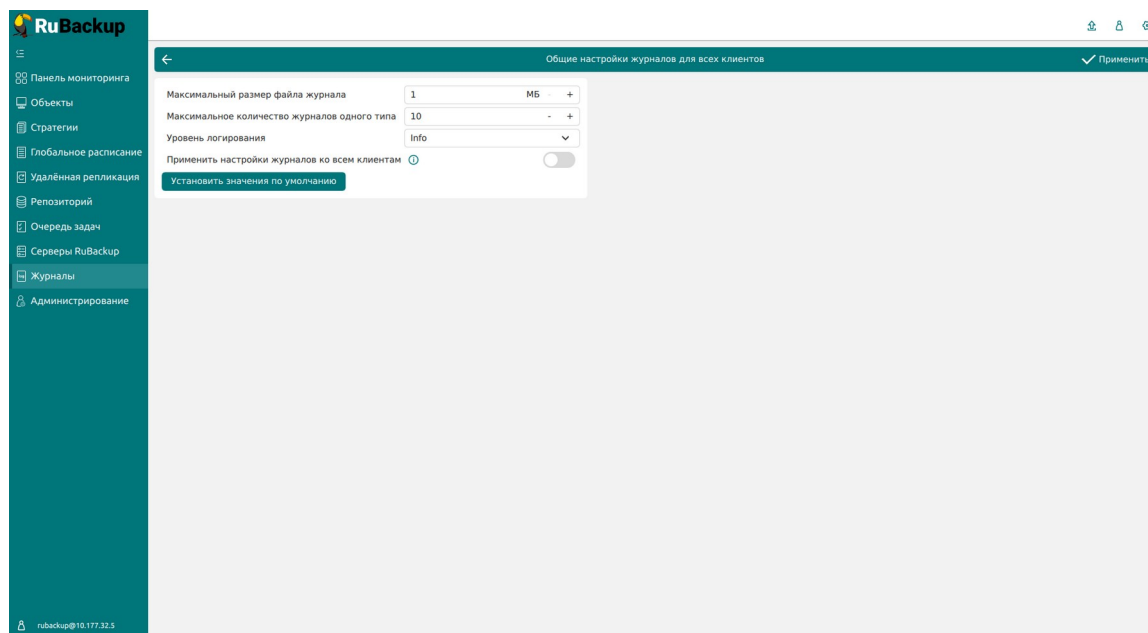 RuBackup
Общие настройки журналов для всех клиентов
Применить
Панель мониторинга
Объекты
Стратегии
Глобальное расписание
Удалённая репликация
Репозиторий
Очередь задач
Серверы RuBackup
Журналы
Администрирование
Максимальный размер файла журнала 1 МБ - +
Максимальное количество журналов одного типа 10 - +
Уровень логирования Info
Применить настройки журналов ко всем клиентам
Установить значения по умолчанию
rubackup@10.177.32.5